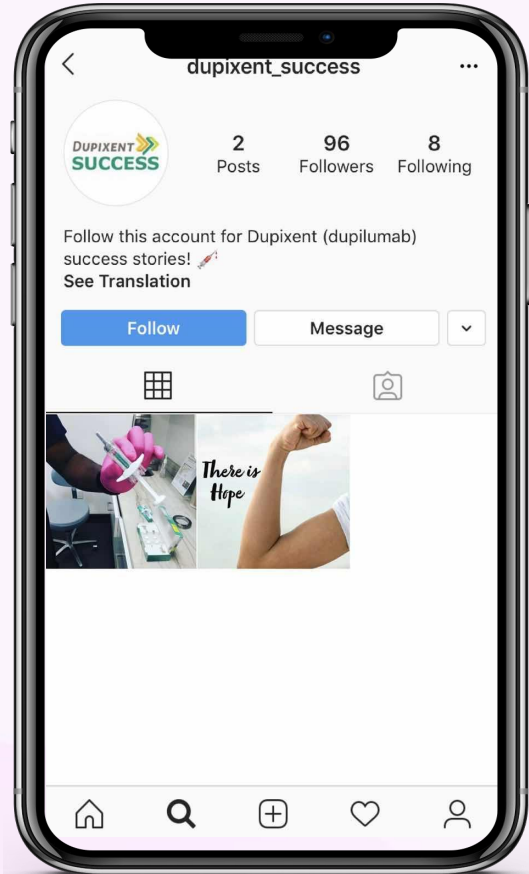 dupixent_success
DUPIXENT
SUCCESS
2
Posts
96
Followers
8
Following
Follow this account for Dupixent (dupilumab)
success stories! 💉
See Translation
Follow
Message
There is
Hope